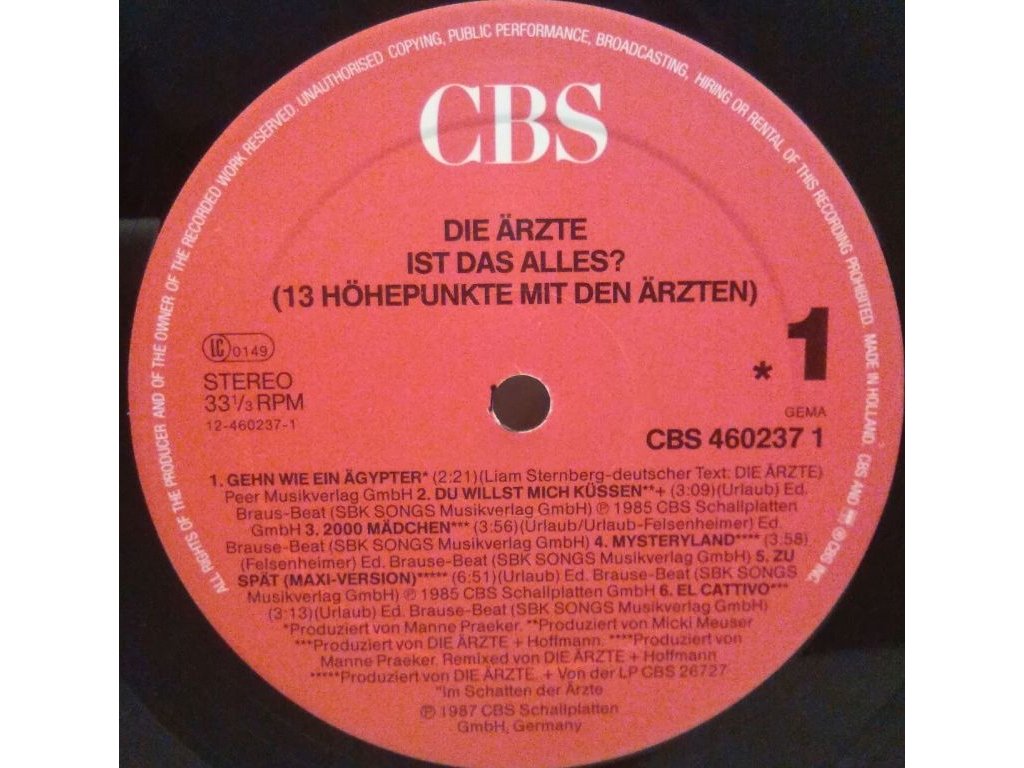 ALL RIGHTS OF THE PRODUCER AND OF THE OWNER OF THE RECORDED WORK RESERVED. UNAUTHORISED COPYING, PUBLIC PERFORMANCE, BROADCASTING, HIRING OR RENTAL OF THIS RECORDING PROHIBITED. MADE IN HOLLAND. CBS AND ℗ CBS INC.
CBS
DIE ÄRZTE
IST DAS ALLES?
(13 HÖHEPUNKTE MIT DEN ÄRZTEN)
LC 0149
STEREO
33 1/3 RPM
12-460237-1
* 1
GEMA
CBS 460237 1
1. GEHN WIE EIN ÄGYPTER* (2:21)(Liam Sternberg-deutscher Text: DIE ÄRZTE)
Peer Musikverlag GmbH 2. DU WILLST MICH KÜSSEN**+ (3:09)(Urlaub) Ed.
Braus-Beat (SBK SONGS Musikverlag GmbH) ℗ 1985 CBS Schallplatten
GmbH 3. 2000 MÄDCHEN*** (3:56)(Urlaub/Urlaub-Felsenheimer) Ed.
Brause-Beat (SBK SONGS Musikverlag GmbH) 4. MYSTERYLAND**** (3:58)
(Felsenheimer) Ed. Brause-Beat (SBK SONGS Musikverlag GmbH) 5. ZU
SPÄT (MAXI-VERSION)***** (6:51)(Urlaub) Ed. Brause-Beat (SBK SONGS
Musikverlag GmbH) ℗ 1985 CBS Schallplatten GmbH 6. EL CATTIVO***
(3:13)(Urlaub) Ed. Brause-Beat (SBK SONGS Musikverlag GmbH)
*Produziert von Manne Praeker. **Produziert von Micki Meuser
***Produziert von DIE ÄRZTE + Hoffmann. ****Produziert von
Manne Praeker. Remixed von DIE ÄRZTE + Hoffmann
*****Produziert von DIE ÄRZTE. + Von der LP CBS 26727
"Im Schatten der Ärzte
℗ 1987 CBS Schallplatten
GmbH, Germany